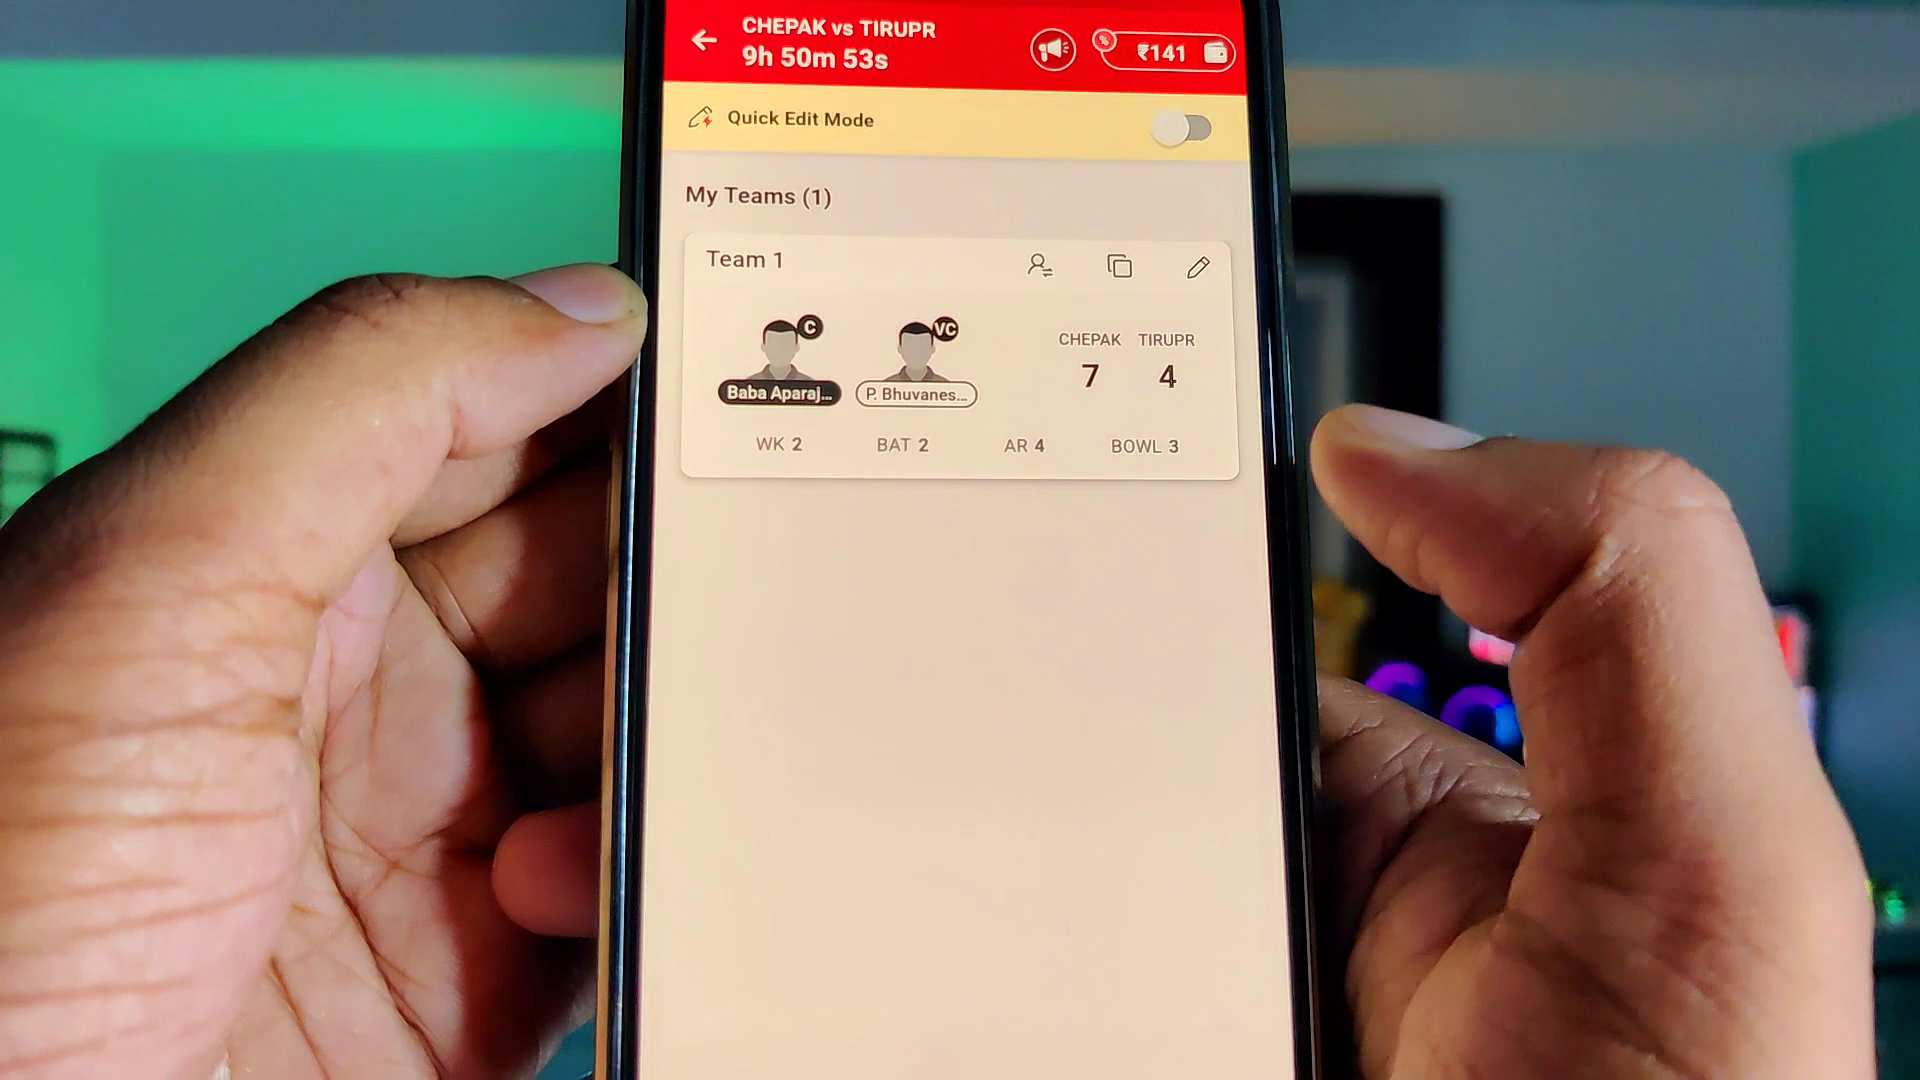 CHEPAK vs TIRUPR
9h 50m 53s
% ₹141
Quick Edit Mode
My Teams (1)
Team 1
C VC
CHEPAK TIRUPR
7 4
Baba Aparaj... P. Bhuvanes...
WK 2 BAT 2 AR 4 BOWL 3